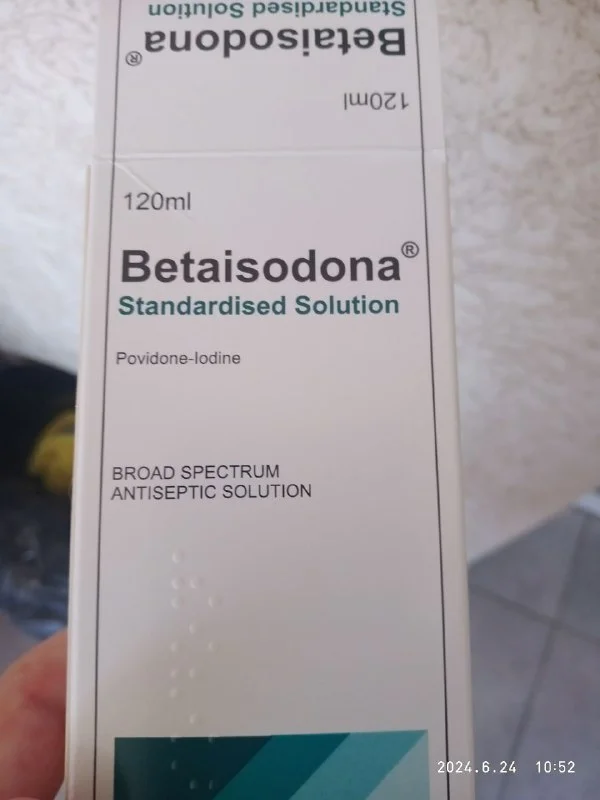 Standardised Solution
Betaisodona®
120ml
120ml
Betaisodona®
Standardised Solution
Povidone-Iodine
BROAD SPECTRUM
ANTISEPTIC SOLUTION
2024.6.24 10:52